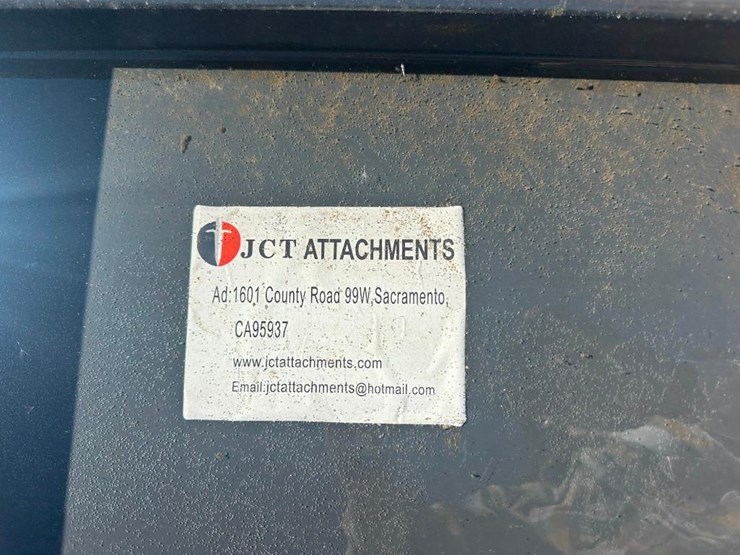 JCT ATTACHMENTS
Ad:1601 County Road 99W,Sacramento,
CA95937
www.jctattachments.com
Email:jctattachments@hotmail.com